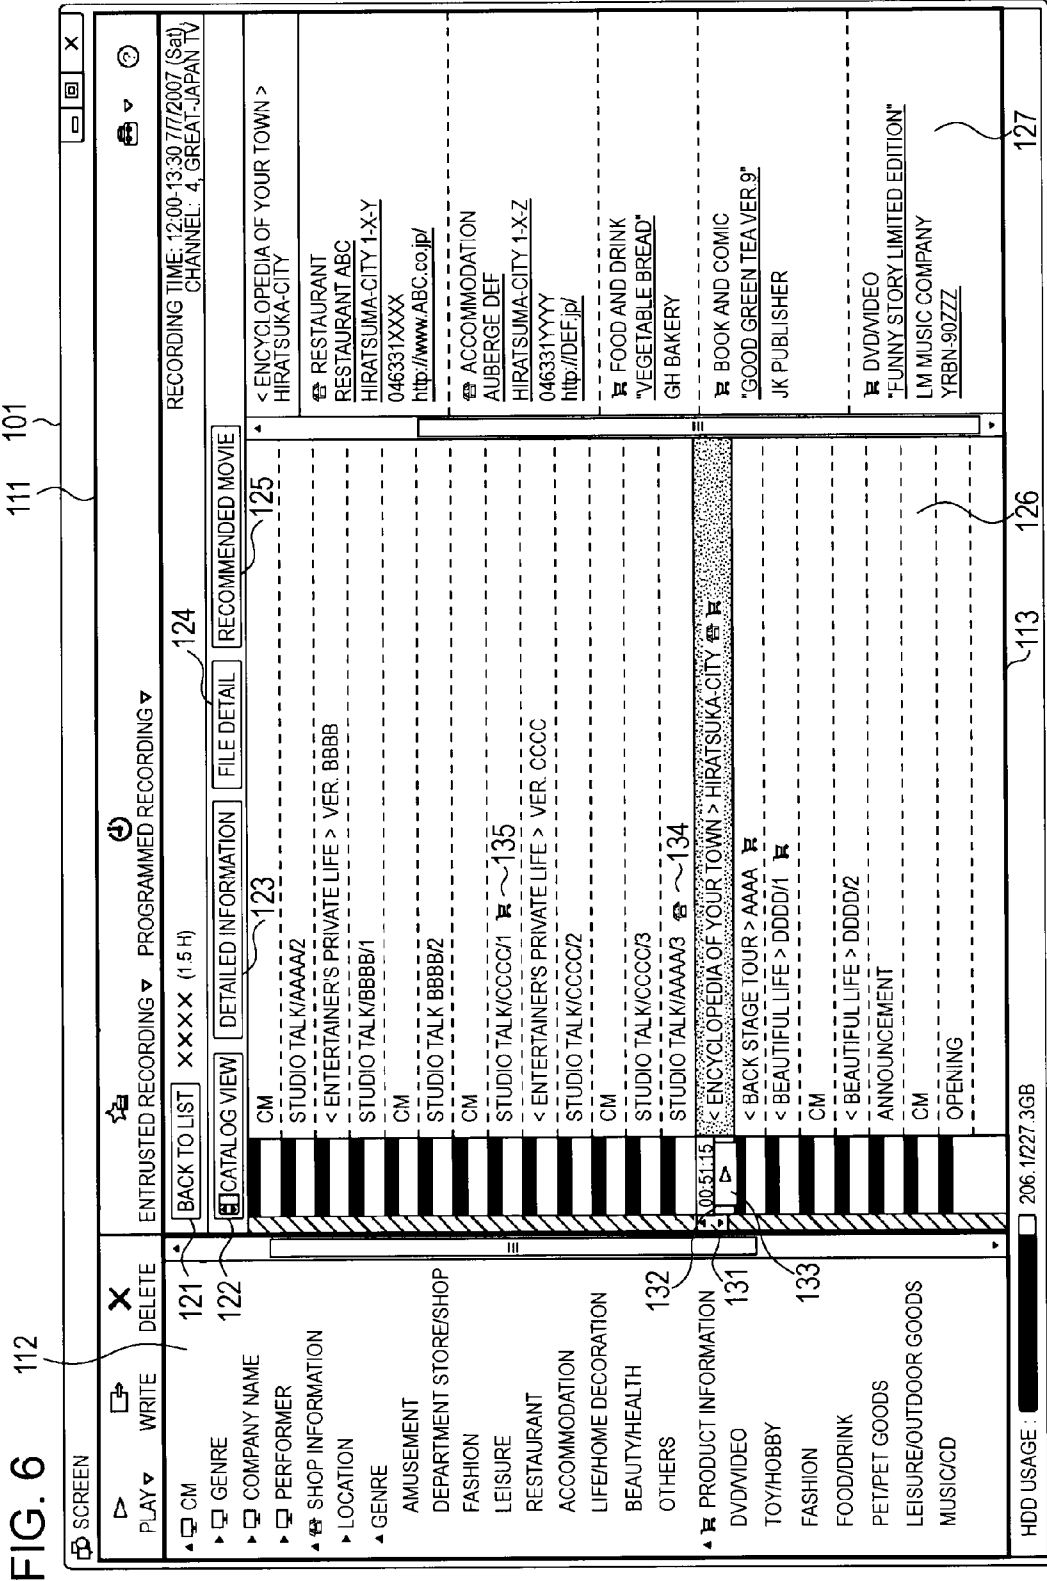 FIG. 6
101
111
112
SCREEN
PLAY WRITE DELETE
ENTRUSTED RECORDING PROGRAMMED RECORDING
CM
GENRE
COMPANY NAME
PERFORMER
SHOP INFORMATION
LOCATION
GENRE
AMUSEMENT
DEPARTMENT STORE/SHOP
FASHION
LEISURE
RESTAURANT
ACCOMMODATION
LIFE/HOME DECORATION
BEAUTY/HEALTH
OTHERS
PRODUCT INFORMATION
DVD/VIDEO
TOY/HOBBY
FASHION
FOOD/DRINK
PET/PET GOODS
LEISURE/OUTDOOR GOODS
MUSIC/CD
121
122
132
131
133
BACK TO LIST ×××× (1.5 H)
RECORDING TIME: 12:00-13:30 7/7/2007 (Sat)
CHANNEL: 4, GREAT-JAPAN TV
124
CATALOG VIEW DETAILED INFORMATION FILE DETAIL RECOMMENDED MOVIE
123
125
CM
STUDIO TALK/AAAA/2
< ENTERTAINER'S PRIVATE LIFE > VER. BBBB
STUDIO TALK/BBBB/1
CM
STUDIO TALK BBBB/2
CM
STUDIO TALK/CCCC/1 135
< ENTERTAINER'S PRIVATE LIFE > VER. CCCC
STUDIO TALK/CCCC/2
CM
STUDIO TALK/CCCC/3
STUDIO TALK/AAAA/3 134
00:51:15 < ENCYCLOPEDIA OF YOUR TOWN > HIRATSUKA-CITY
< BACK STAGE TOUR > AAAA
< BEAUTIFUL LIFE > DDDD/1
CM
< BEAUTIFUL LIFE > DDDD/2
ANNOUNCEMENT
CM
OPENING
126
< ENCYCLOPEDIA OF YOUR TOWN >
HIRATSUKA-CITY
RESTAURANT
RESTAURANT ABC
HIRATSUMA-CITY 1-X-Y
046331XXXX
http://www.ABC.co.jp/
ACCOMMODATION
AUBERGE DEF
HIRATSUMA-CITY 1-X-Z
046331YYYY
http://DEF.jp/
FOOD AND DRINK
"VEGETABLE BREAD"
GH BAKERY
BOOK AND COMIC
"GOOD GREEN TEA VER.9"
JK PUBLISHER
DVD/VIDEO
"FUNNY STORY LIMITED EDITION"
LM MUSIC COMPANY
YRBN-90ZZZ
127
113
HDD USAGE : 206.1/227.3GB